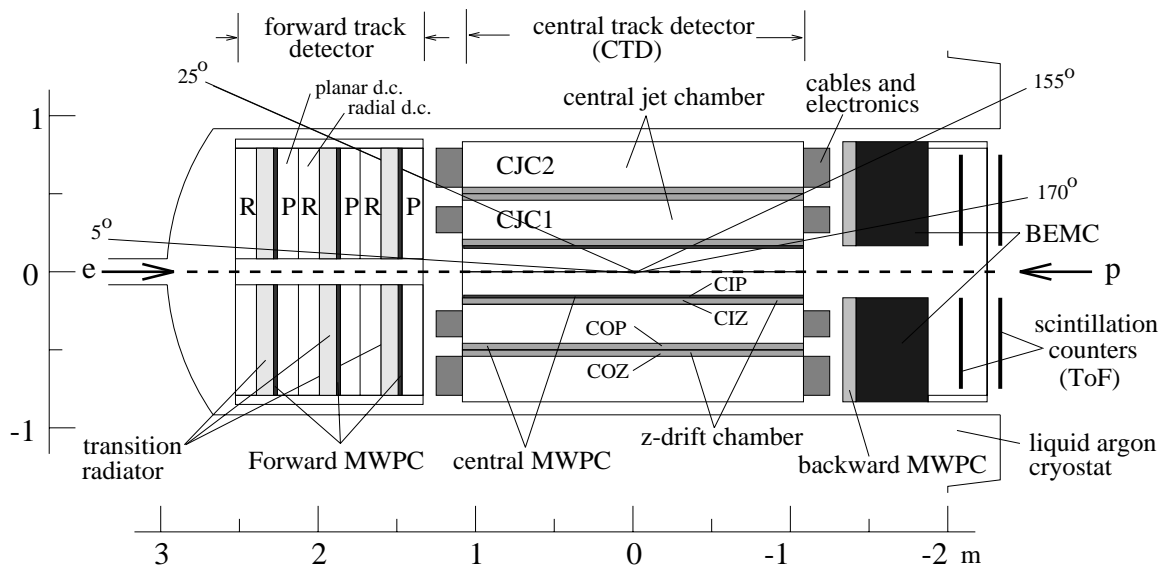 forward track
detector
central track detector
(CTD)
25°
planar d.c.
radial d.c.
central jet chamber
cables and
electronics
155°
1
CJC2
R P R P R P
CJC1
170°
5°
BEMC
e
0
p
CIP
CIZ
COP
COZ
scintillation
counters
(ToF)
-1
transition
radiator
Forward MWPC
central MWPC
z-drift chamber
backward MWPC
liquid argon
cryostat
3 2 1 0 -1 -2 m